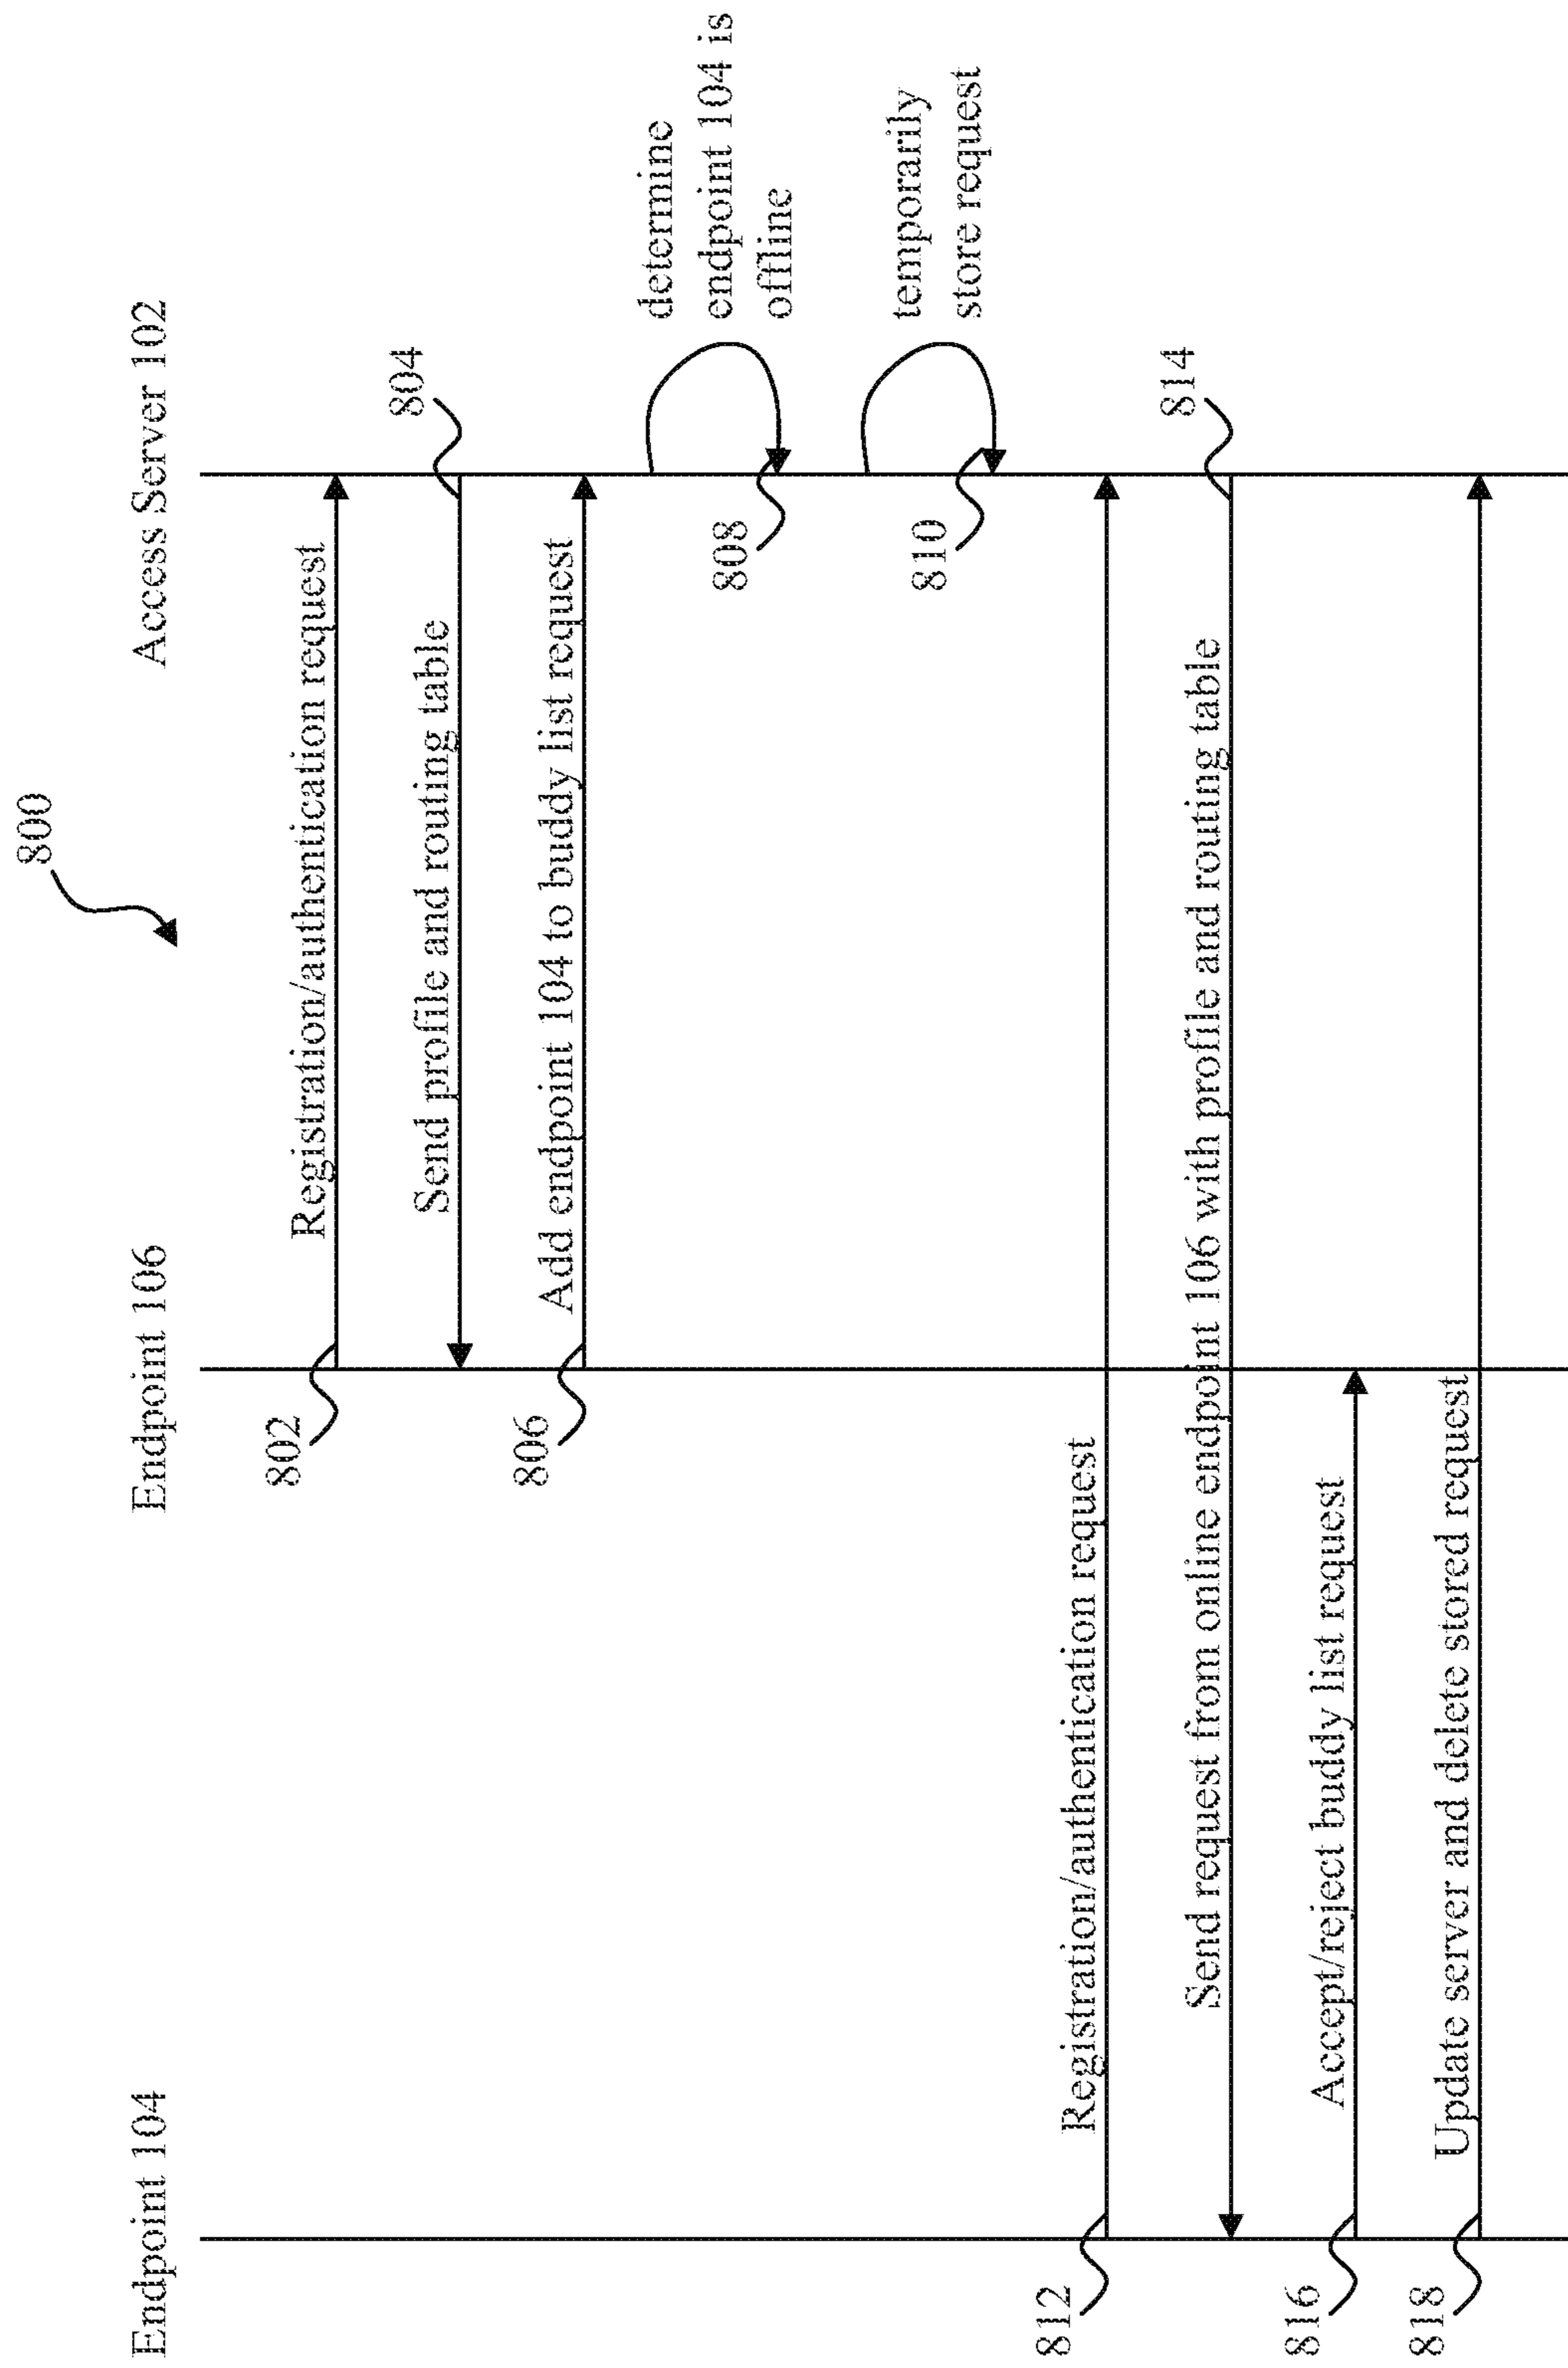 800
Endpoint 104
Endpoint 106
Access Server 102
802
Registration/authentication request
804
Send profile and routing table
806
Add endpoint 104 to buddy list request
determine
endpoint 104 is
offline
808
temporarily
store request
810
812
Registration/authentication request
814
Send request from online endpoint 106 with profile and routing table
816
Accept/reject buddy list request
818
Update server and delete stored request